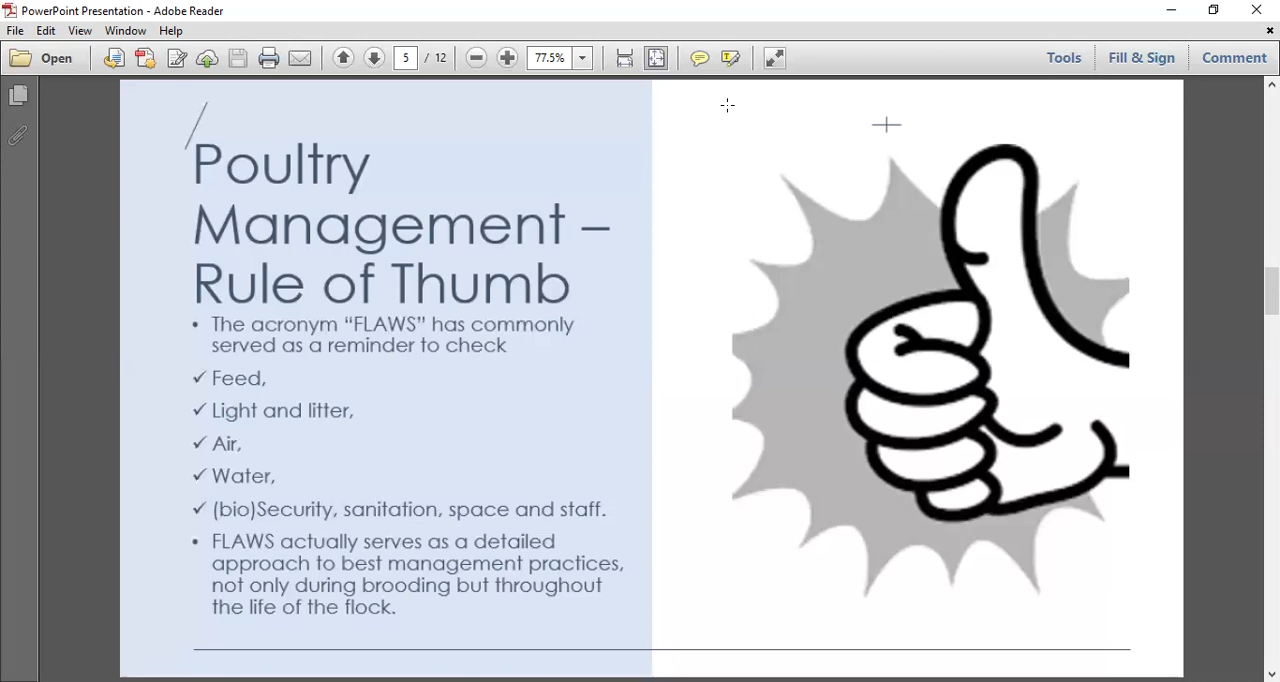 PowerPoint Presentation - Adobe Reader
File Edit View Window Help
Open 5 / 12 77.5% Tools Fill & Sign Comment
Poultry
Management –
Rule of Thumb
• The acronym “FLAWS” has commonly
served as a reminder to check
✓ Feed,
✓ Light and litter,
✓ Air,
✓ Water,
✓ (bio)Security, sanitation, space and staff.
• FLAWS actually serves as a detailed
approach to best management practices,
not only during brooding but throughout
the life of the flock.